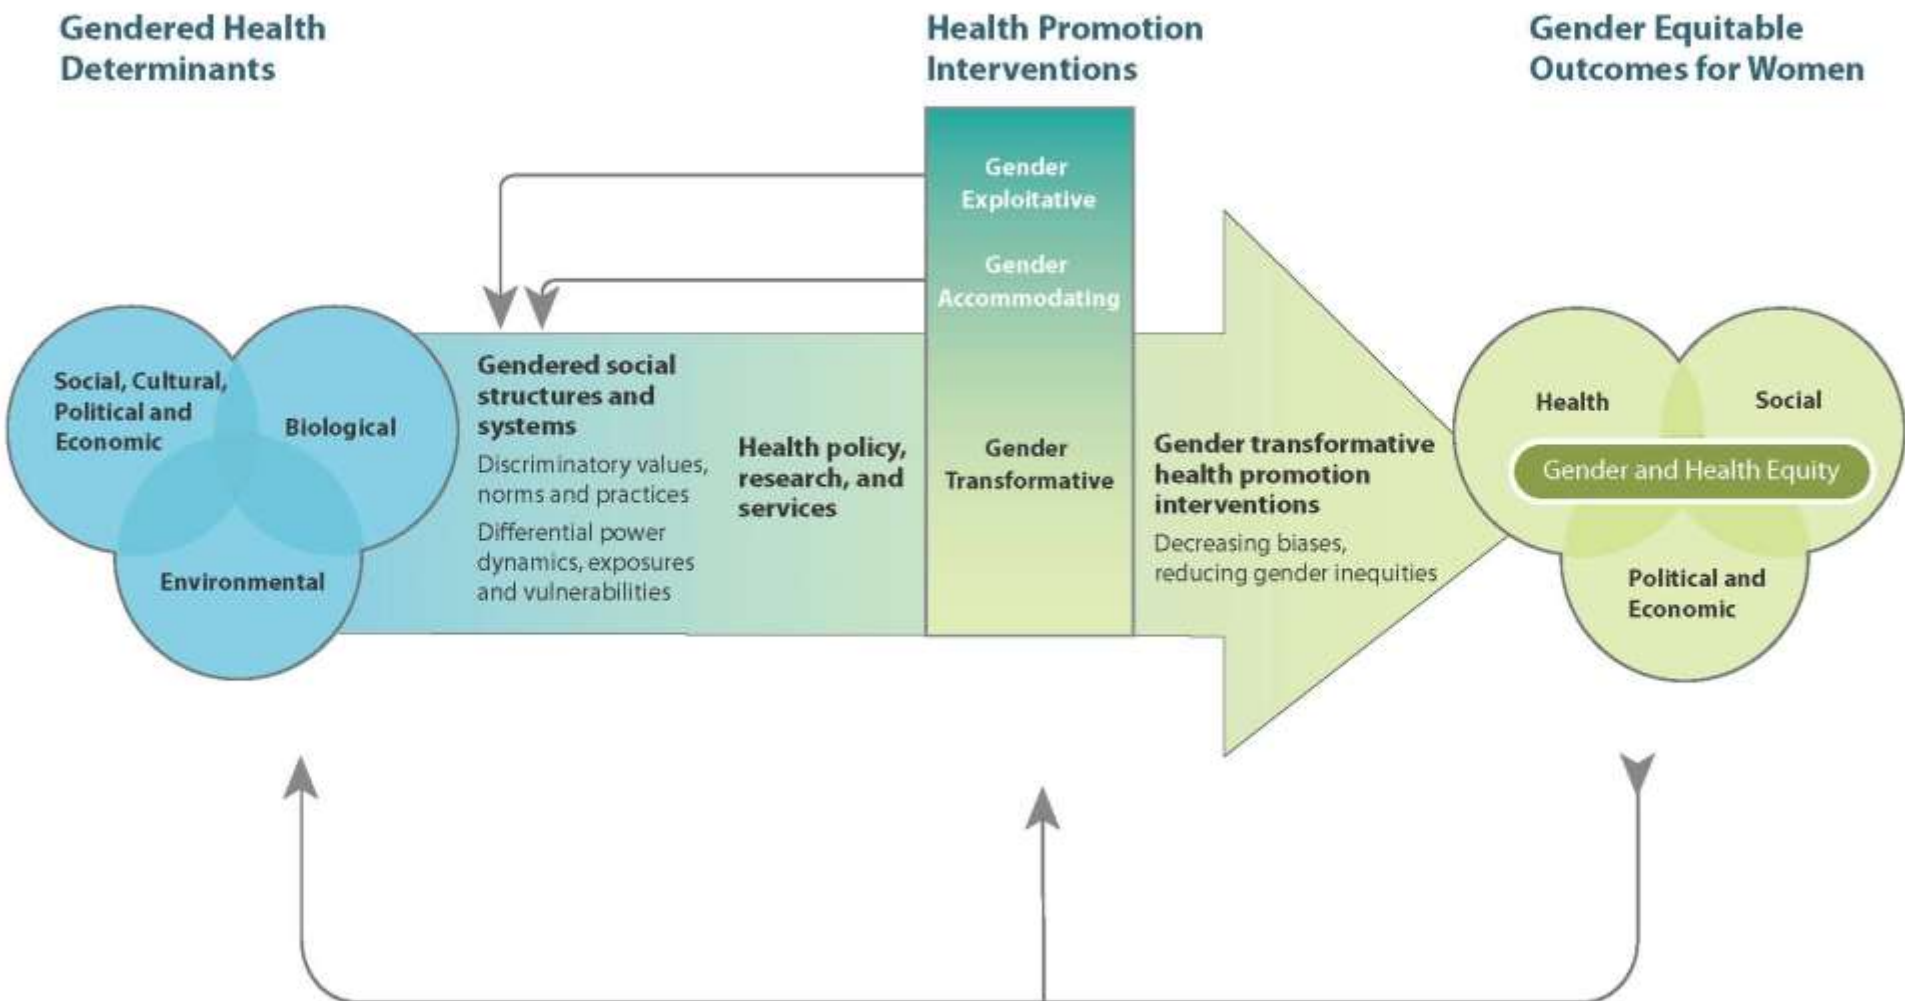 Gendered Health
Determinants
Health Promotion
Interventions
Gender Equitable
Outcomes for Women
Gender
Exploitative
Gender
Accommodating
Gender
Transformative
Social, Cultural,
Political and
Economic
Biological
Environmental
Gendered social
structures and
systems
Discriminatory values,
norms and practices
Differential power
dynamics, exposures
and vulnerabilities
Health policy,
research, and
services
Gender transformative
health promotion
interventions
Decreasing biases,
reducing gender inequities
Health
Social
Gender and Health Equity
Political and
Economic